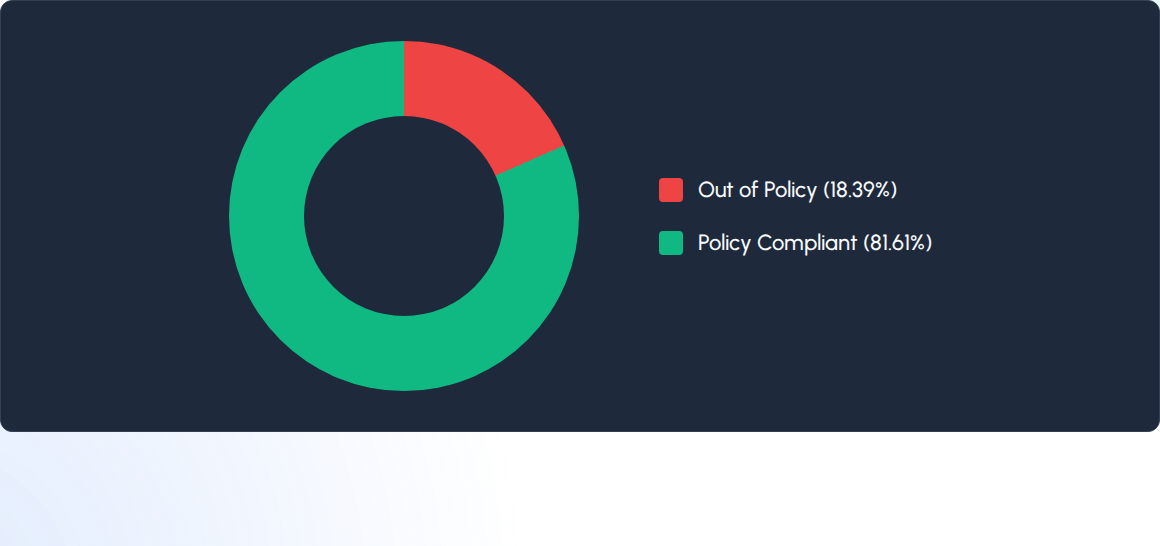 Out of Policy (18.39%)
Policy Compliant (81.61%)